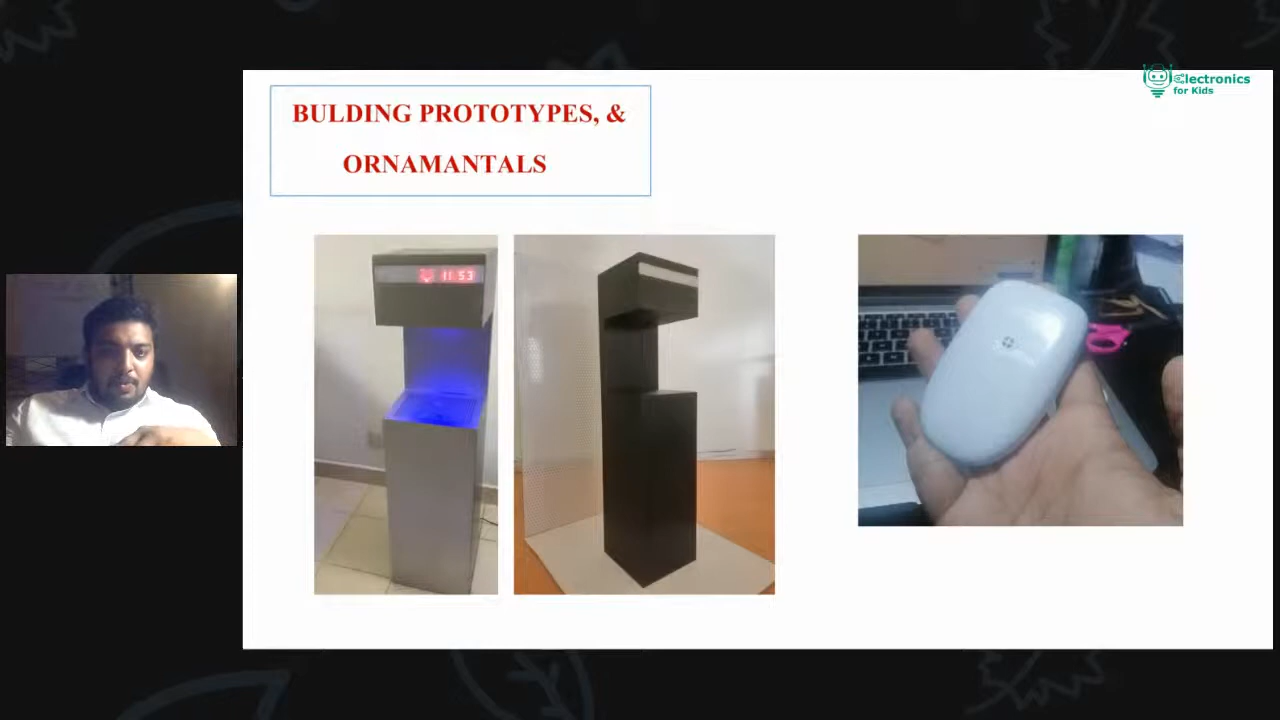 BULDING PROTOTYPES, &
ORNAMANTALS
Electronics
for Kids
11:53